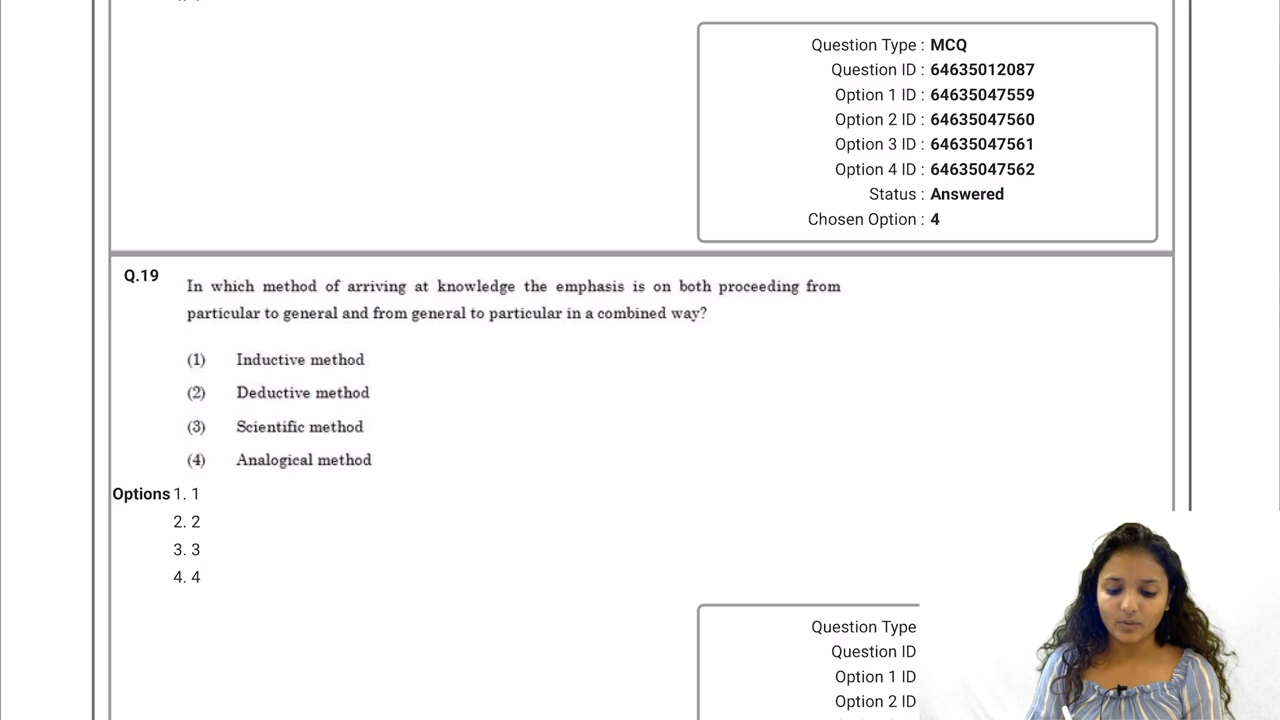 Question Type : MCQ
Question ID : 64635012087
Option 1 ID : 64635047559
Option 2 ID : 64635047560
Option 3 ID : 64635047561
Option 4 ID : 64635047562
Status : Answered
Chosen Option : 4
Q.19 In which method of arriving at knowledge the emphasis is on both proceeding from
particular to general and from general to particular in a combined way?
(1) Inductive method
(2) Deductive method
(3) Scientific method
(4) Analogical method
Options 1. 1
2. 2
3. 3
4. 4
Question Type
Question ID
Option 1 ID
Option 2 ID